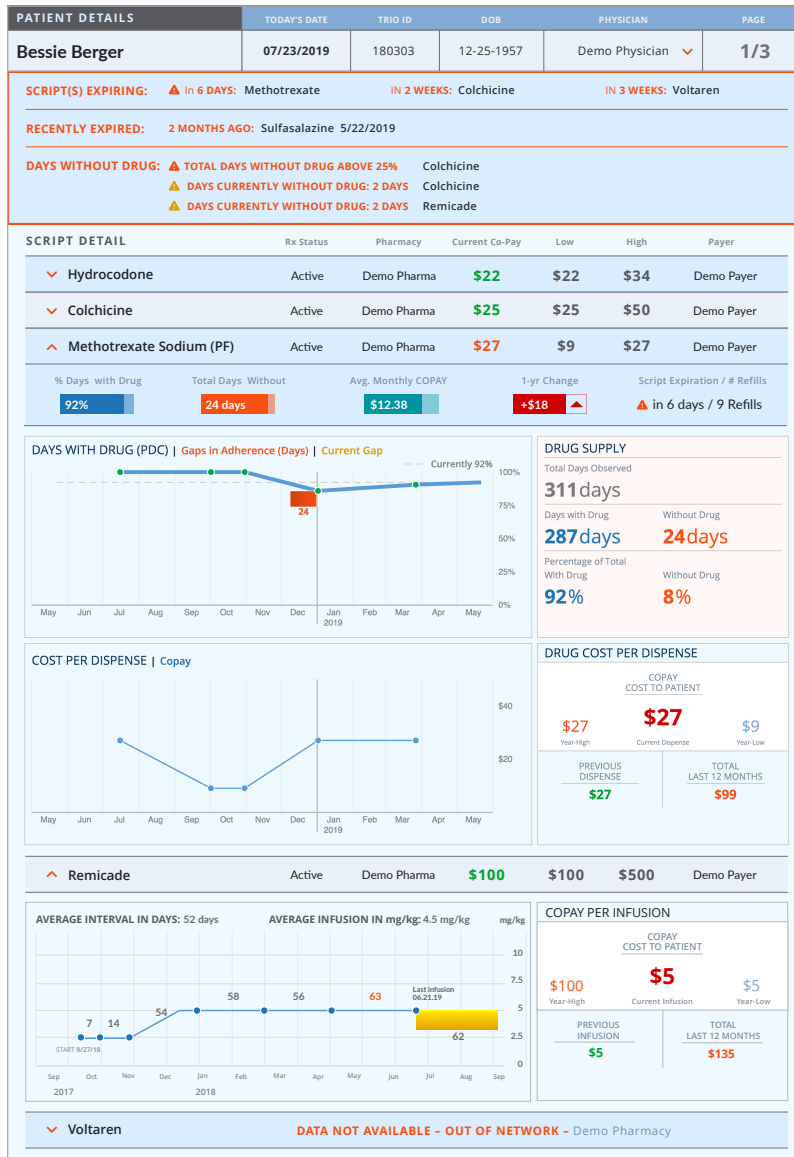 PATIENT DETAILS TODAY'S DATE TRIO ID DOB PHYSICIAN PAGE
Bessie Berger 07/23/2019 180303 12-25-1957 Demo Physician 1/3
SCRIPT(S) EXPIRING: In 6 DAYS: Methotrexate IN 2 WEEKS: Colchicine IN 3 WEEKS: Voltaren
RECENTLY EXPIRED: 2 MONTHS AGO: Sulfasalazine 5/22/2019
DAYS WITHOUT DRUG: TOTAL DAYS WITHOUT DRUG ABOVE 25% Colchicine
DAYS CURRENTLY WITHOUT DRUG: 2 DAYS Colchicine
DAYS CURRENTLY WITHOUT DRUG: 2 DAYS Remicade
SCRIPT DETAIL Rx Status Pharmacy Current Co-Pay Low High Payer
Hydrocodone Active Demo Pharma $22 $22 $34 Demo Payer
Colchicine Active Demo Pharma $25 $25 $50 Demo Payer
Methotrexate Sodium (PF) Active Demo Pharma $27 $9 $27 Demo Payer
% Days with Drug Total Days Without Avg. Monthly COPAY 1-yr Change Script Expiration / # Refills
92% 24 days $12.38 +$18 in 6 days / 9 Refills
DAYS WITH DRUG (PDC) | Gaps in Adherence (Days) | Current Gap
Currently 92%
100%
75%
24
50%
25%
0%
May Jun Jul Aug Sep Oct Nov Dec Jan Feb Mar Apr May
2019
DRUG SUPPLY
Total Days Observed
311days
Days with Drug Without Drug
287days 24days
Percentage of Total
With Drug Without Drug
92% 8%
COST PER DISPENSE | Copay
$40
$20
May Jun Jul Aug Sep Oct Nov Dec Jan Feb Mar Apr May
2019
DRUG COST PER DISPENSE
COPAY
COST TO PATIENT
$27 $27 $9
Year-High Current Dispense Year-Low
PREVIOUS
DISPENSE
$27
TOTAL
LAST 12 MONTHS
$99
Remicade Active Demo Pharma $100 $100 $500 Demo Payer
AVERAGE INTERVAL IN DAYS: 52 days AVERAGE INFUSION IN mg/kg: 4.5 mg/kg mg/kg
10
7.5
5
2.5
0
7 14 54 58 56 63
Last Infusion
06.21.19
62
START 9/27/18
Sep Oct Nov Dec Jan Feb Mar Apr May Jun Jul Aug Sep
2017 2018
COPAY PER INFUSION
COPAY
COST TO PATIENT
$100 $5 $5
Year-High Current Infusion Year-Low
PREVIOUS
INFUSION
$5
TOTAL
LAST 12 MONTHS
$135
Voltaren DATA NOT AVAILABLE – OUT OF NETWORK – Demo Pharmacy